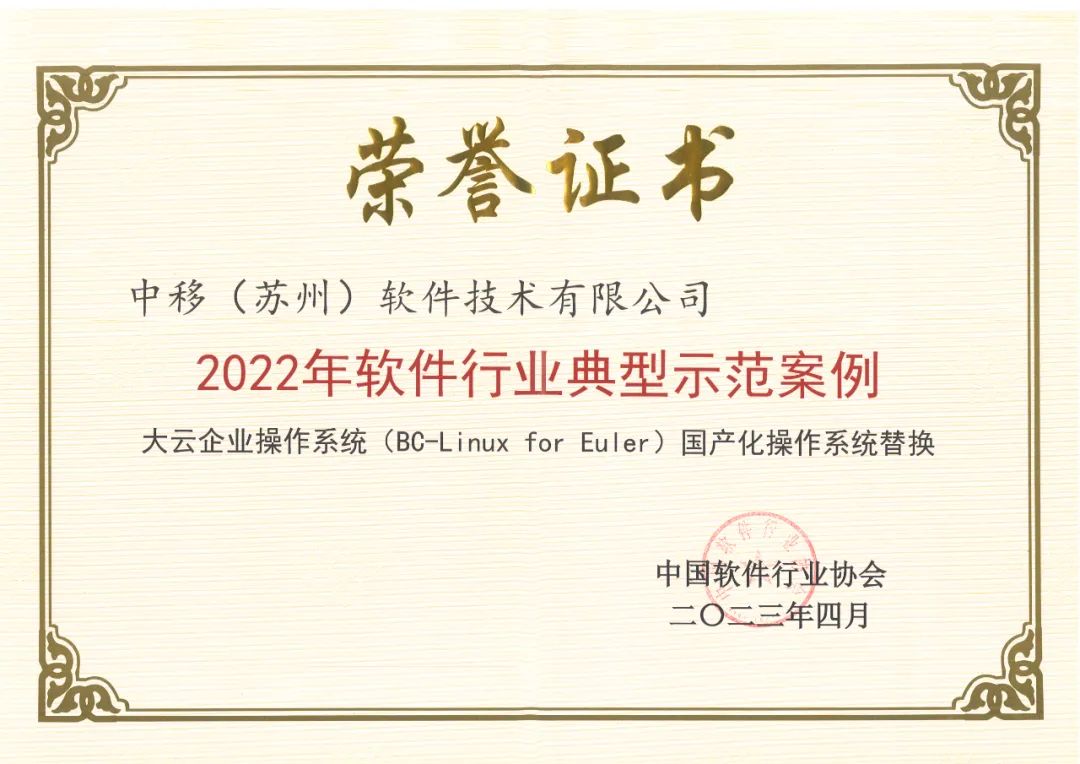 荣誉证书
中移（苏州）软件技术有限公司
2022年软件行业典型示范案例
大云企业操作系统（BC-Linux for Euler）国产化操作系统替换
中国软件行业协会
二〇二三年四月